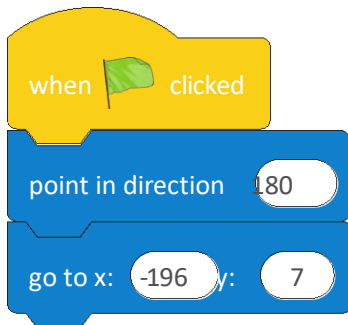 when clicked
point in direction 180
go to x: -196 y: 7